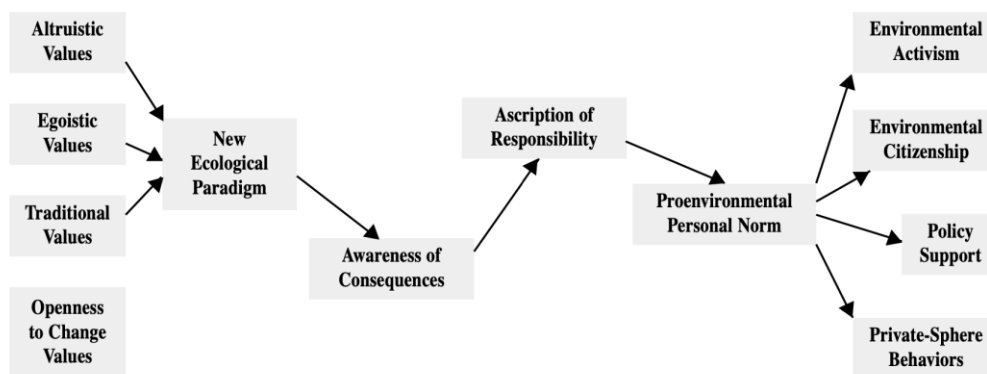 Altruistic
Values
Egoistic
Values
Traditional
Values
Openness
to Change
Values
New
Ecological
Paradigm
Awareness of
Consequences
Ascription of
Responsibility
Proenvironmental
Personal Norm
Environmental
Activism
Environmental
Citizenship
Policy
Support
Private-Sphere
Behaviors